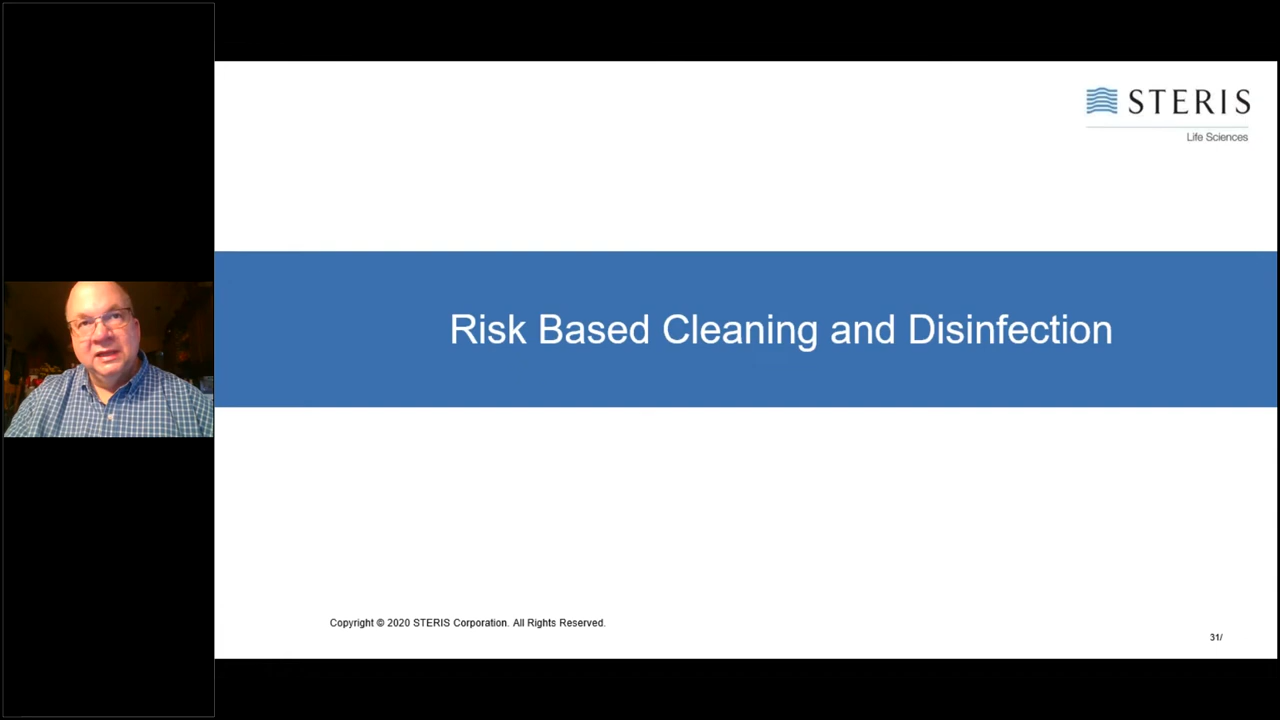 STERIS
Life Sciences
Risk Based Cleaning and Disinfection
Copyright © 2020 STERIS Corporation. All Rights Reserved.
31/